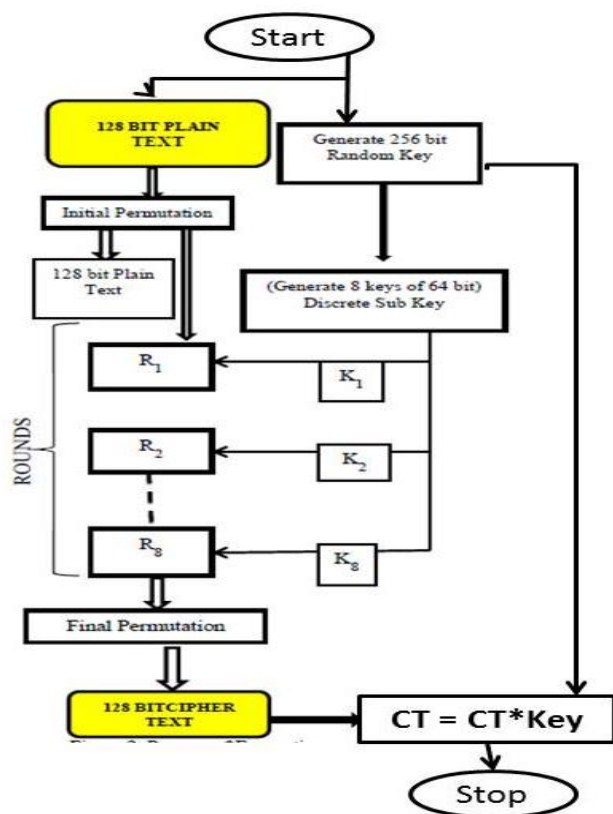 Start
128 BIT PLAIN
TEXT
Generate 256 bit
Random Key
Initial Permutation
128 bit Plain
Text
(Generate 8 keys of 64 bit)
Discrete Sub Key
ROUNDS
R1
K1
R2
K2
R8
K8
Final Permutation
128 BITCIPHER
TEXT
CT = CT*Key
Stop